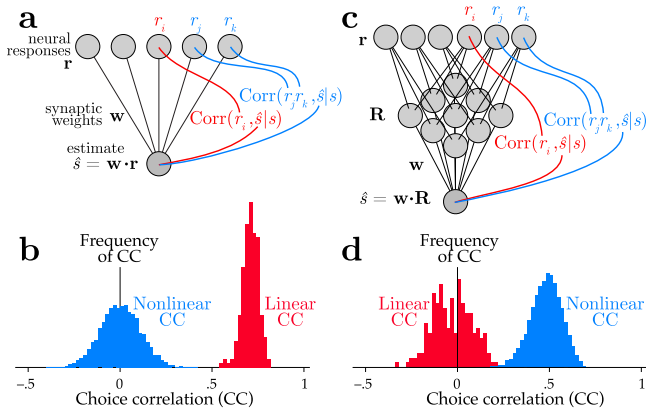 a
neural
responses
r
r_i r_j r_k
synaptic
weights w
Corr(r_j r_k,ŝ|s)
Corr(r_i,ŝ|s)
estimate
ŝ = w·r
b
Frequency
of CC
Nonlinear
CC
Linear
CC
–.5 0 .5 1
Choice correlation (CC)
c
r
r_i r_j r_k
R
Corr(r_j r_k,ŝ|s)
Corr(r_i,ŝ|s)
w
ŝ = w·R
d
Frequency
of CC
Linear
CC
Nonlinear
CC
–.5 0 .5 1
Choice correlation (CC)